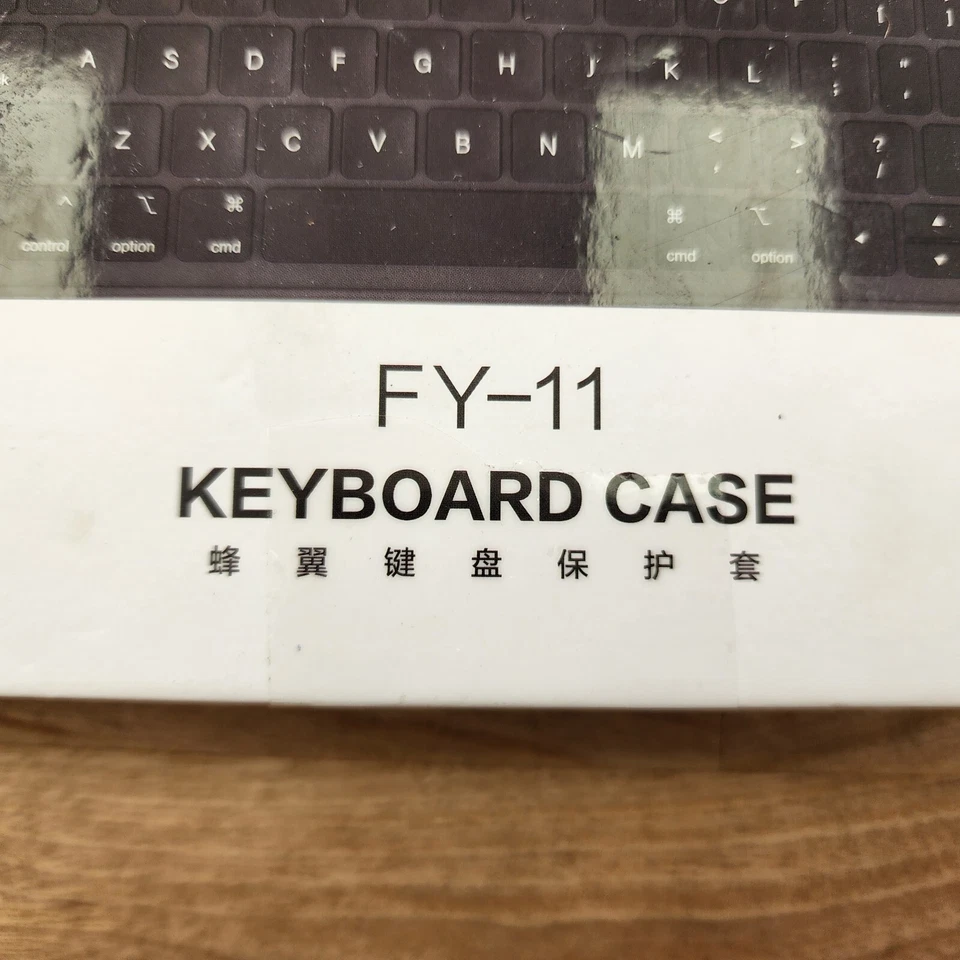 A S D F G H J K L : ; " '
Z X C V B N M < , > . ? /
^ ⌥ ⌘ ⌘ ⌥
control option cmd cmd option
FY-11
KEYBOARD CASE
蜂翼键盘保护套